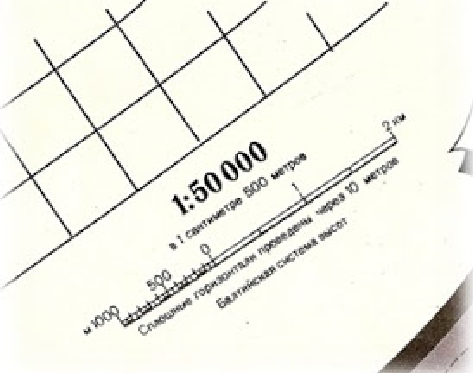 1:50 000
в 1 сантиметре 500 метров
м 1000 500 0 1 2 км
Сплошные горизонтали проведены через 10 метров
Балтийская система высот